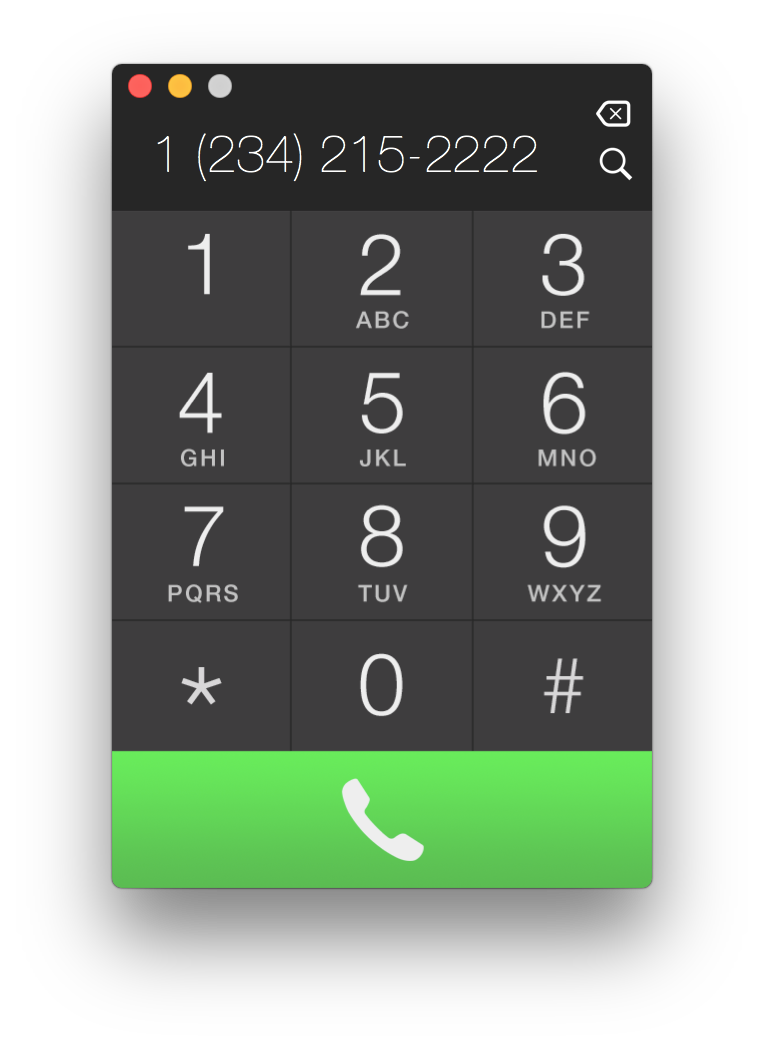 1 (234) 215-2222
1 2 3
ABC DEF
4 5 6
GHI JKL MNO
7 8 9
PQRS TUV WXYZ
* 0 #